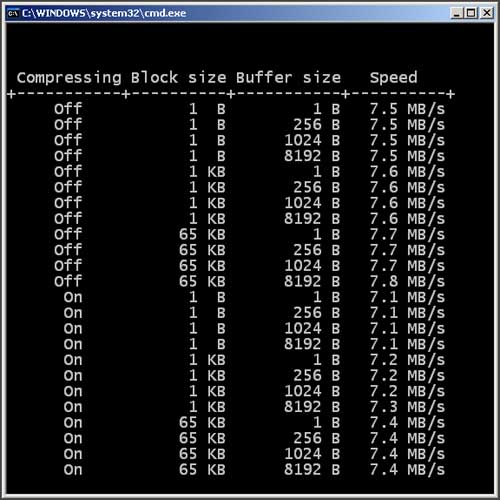 C:\WINDOWS\system32\cmd.exe
Compressing Block size Buffer size Speed
+-----------+----------+-----------+----------+
Off 1 B 1 B 7.5 MB/s
Off 1 B 256 B 7.5 MB/s
Off 1 B 1024 B 7.5 MB/s
Off 1 B 8192 B 7.5 MB/s
Off 1 KB 1 B 7.6 MB/s
Off 1 KB 256 B 7.6 MB/s
Off 1 KB 1024 B 7.6 MB/s
Off 1 KB 8192 B 7.6 MB/s
Off 65 KB 1 B 7.7 MB/s
Off 65 KB 256 B 7.7 MB/s
Off 65 KB 1024 B 7.7 MB/s
Off 65 KB 8192 B 7.8 MB/s
On 1 B 1 B 7.1 MB/s
On 1 B 256 B 7.1 MB/s
On 1 B 1024 B 7.1 MB/s
On 1 B 8192 B 7.1 MB/s
On 1 KB 1 B 7.2 MB/s
On 1 KB 256 B 7.2 MB/s
On 1 KB 1024 B 7.2 MB/s
On 1 KB 8192 B 7.3 MB/s
On 65 KB 1 B 7.4 MB/s
On 65 KB 256 B 7.4 MB/s
On 65 KB 1024 B 7.4 MB/s
On 65 KB 8192 B 7.4 MB/s